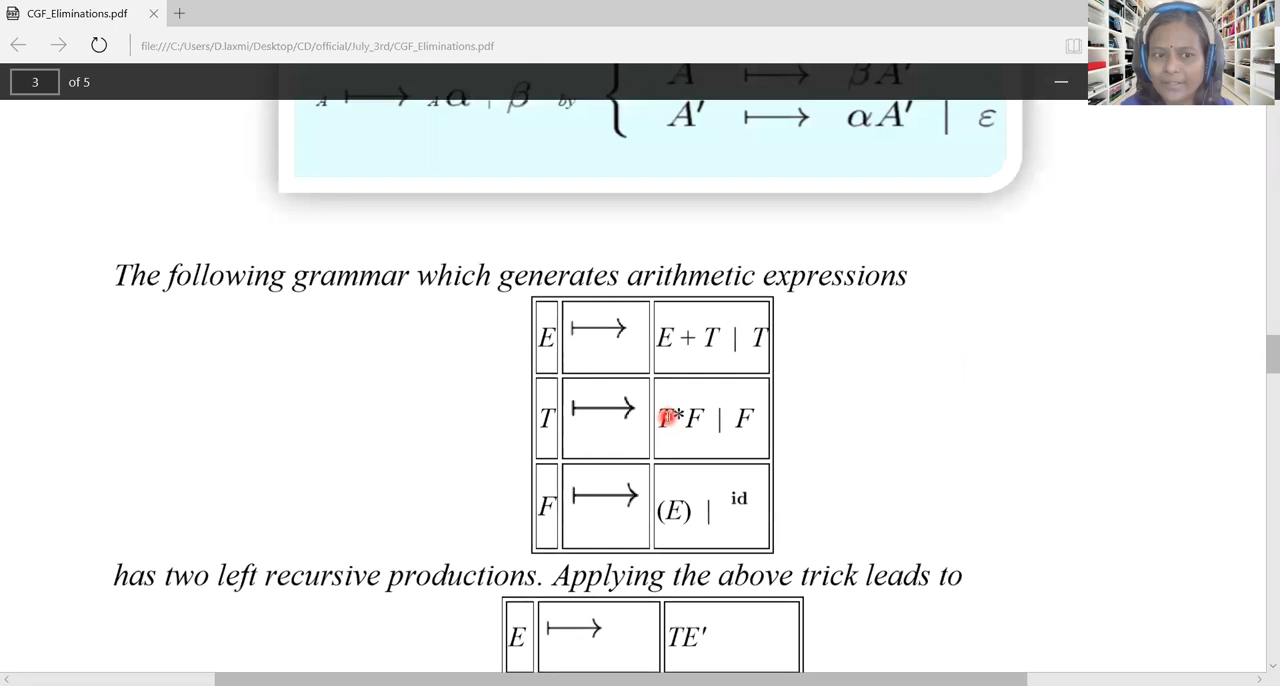 CGF_Eliminations.pdf
file:///C:/Users/D.laxmi/Desktop/CD/official/July_3rd/CGF_Eliminations.pdf
3 of 5
A ⟼ βA′
A ⟼ Aα | β by
A′ ⟼ αA′ | ε
The following grammar which generates arithmetic expressions
E ⟼ E + T | T
T ⟼ T*F | F
F ⟼ (E) | id
has two left recursive productions. Applying the above trick leads to
E ⟼ TE′